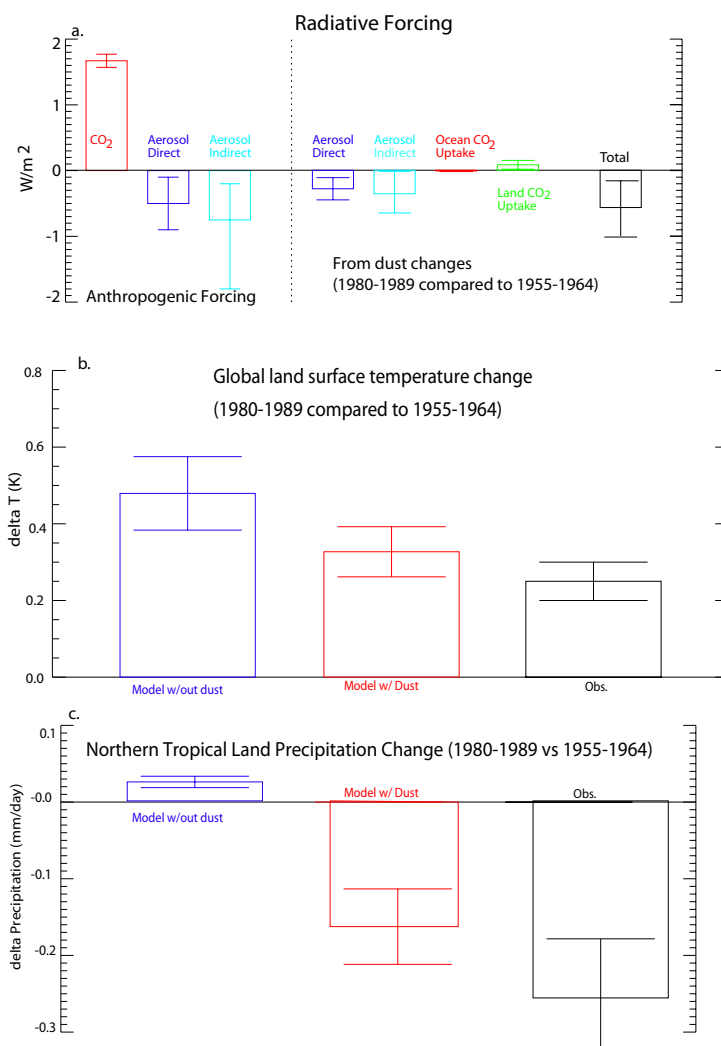 a.
Radiative Forcing
2
1
0
-1
-2
W/m 2
CO2
Aerosol
Direct
Aerosol
Indirect
Aerosol
Direct
Aerosol
Indirect
Ocean CO2
Uptake
Land CO2
Uptake
Total
Anthropogenic Forcing
From dust changes
(1980-1989 compared to 1955-1964)
b.
Global land surface temperature change
(1980-1989 compared to 1955-1964)
0.8
0.6
0.4
0.2
0.0
delta T (K)
Model w/out dust
Model w/ Dust
Obs.
c.
Northern Tropical Land Precipitation Change (1980-1989 vs 1955-1964)
0.1
-0.0
-0.1
-0.2
-0.3
delta Precipitation (mm/day)
Model w/out dust
Model w/ Dust
Obs.